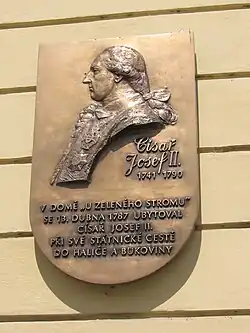 Císař
Josef II.
1741 1790
V DOMĚ „U ZELENÉHO STROMU“
SE 13. DUBNA 1787 UBYTOVAL
CÍSAŘ JOSEF II.
PŘI SVÉ STÁTNICKÉ CESTĚ
DO HALIČE A BUKOVINY